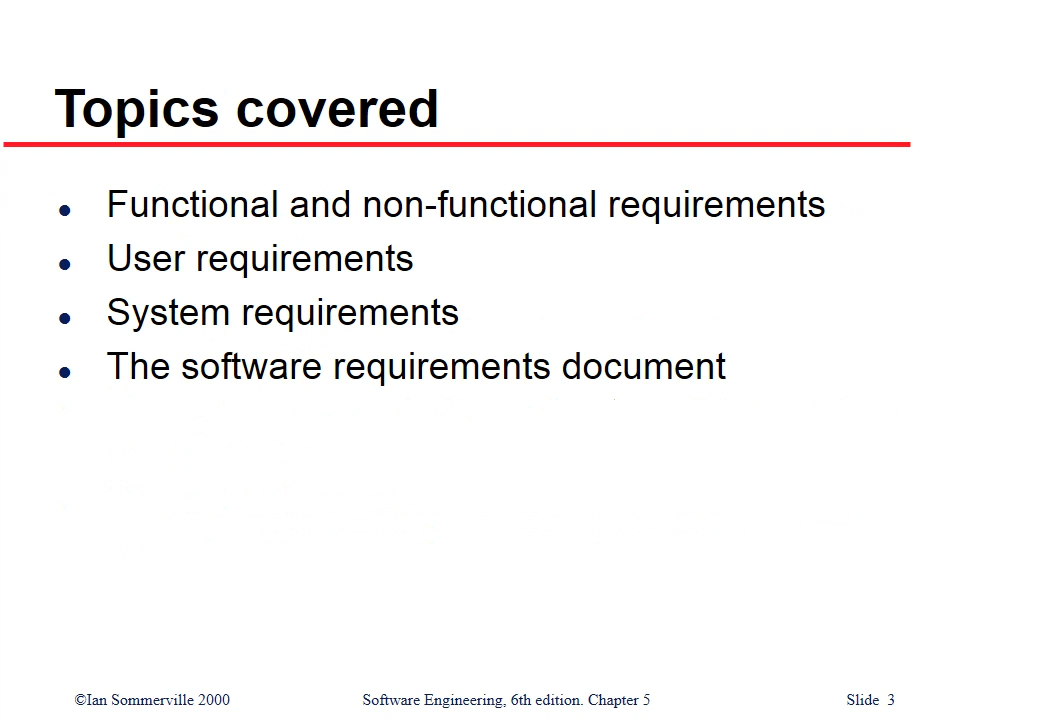 Topics covered
● Functional and non-functional requirements
● User requirements
● System requirements
● The software requirements document
©Ian Sommerville 2000 Software Engineering, 6th edition. Chapter 5 Slide 3